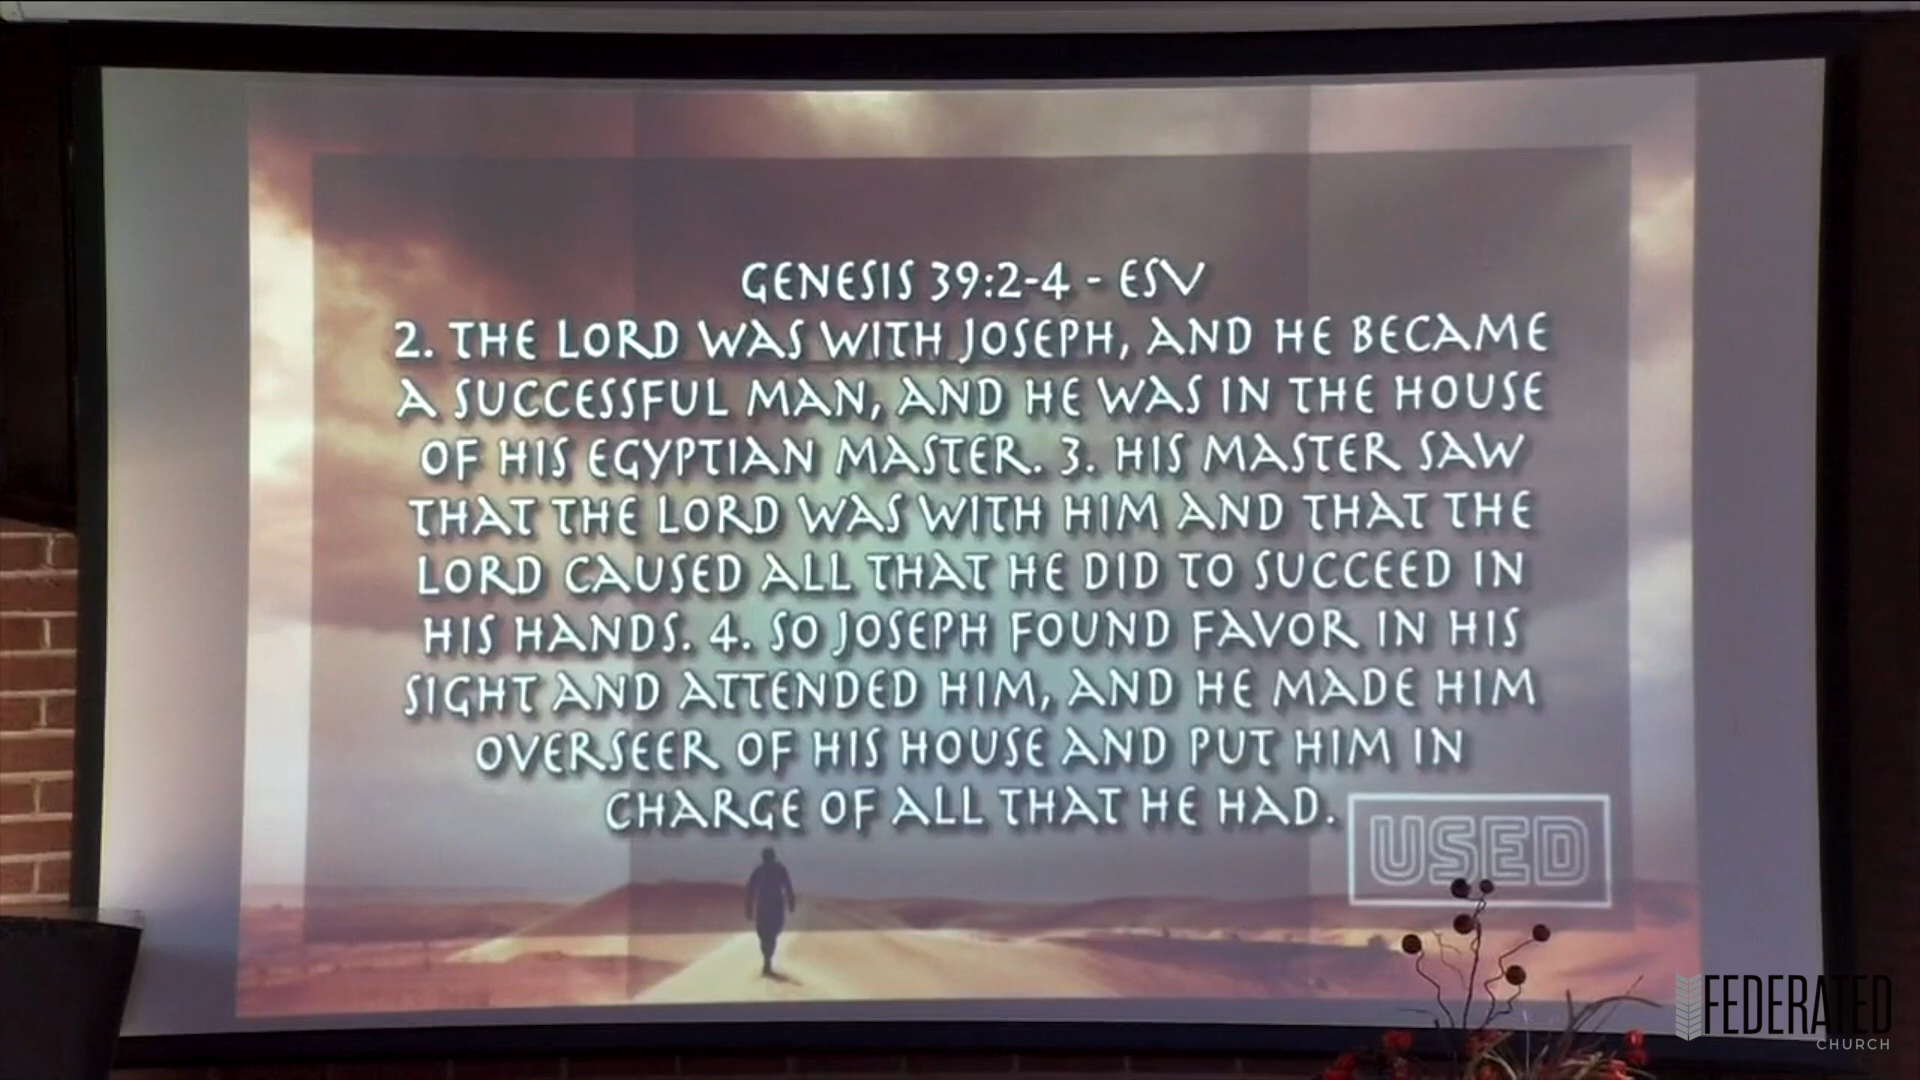 GENESIS 39:2-4 - ESV
2. THE LORD WAS WITH JOSEPH, AND HE BECAME
A SUCCESSFUL MAN, AND HE WAS IN THE HOUSE
OF HIS EGYPTIAN MASTER. 3. HIS MASTER SAW
THAT THE LORD WAS WITH HIM AND THAT THE
LORD CAUSED ALL THAT HE DID TO SUCCEED IN
HIS HANDS. 4. SO JOSEPH FOUND FAVOR IN HIS
SIGHT AND ATTENDED HIM, AND HE MADE HIM
OVERSEER OF HIS HOUSE AND PUT HIM IN
CHARGE OF ALL THAT HE HAD.
USED
FEDERATED
CHURCH